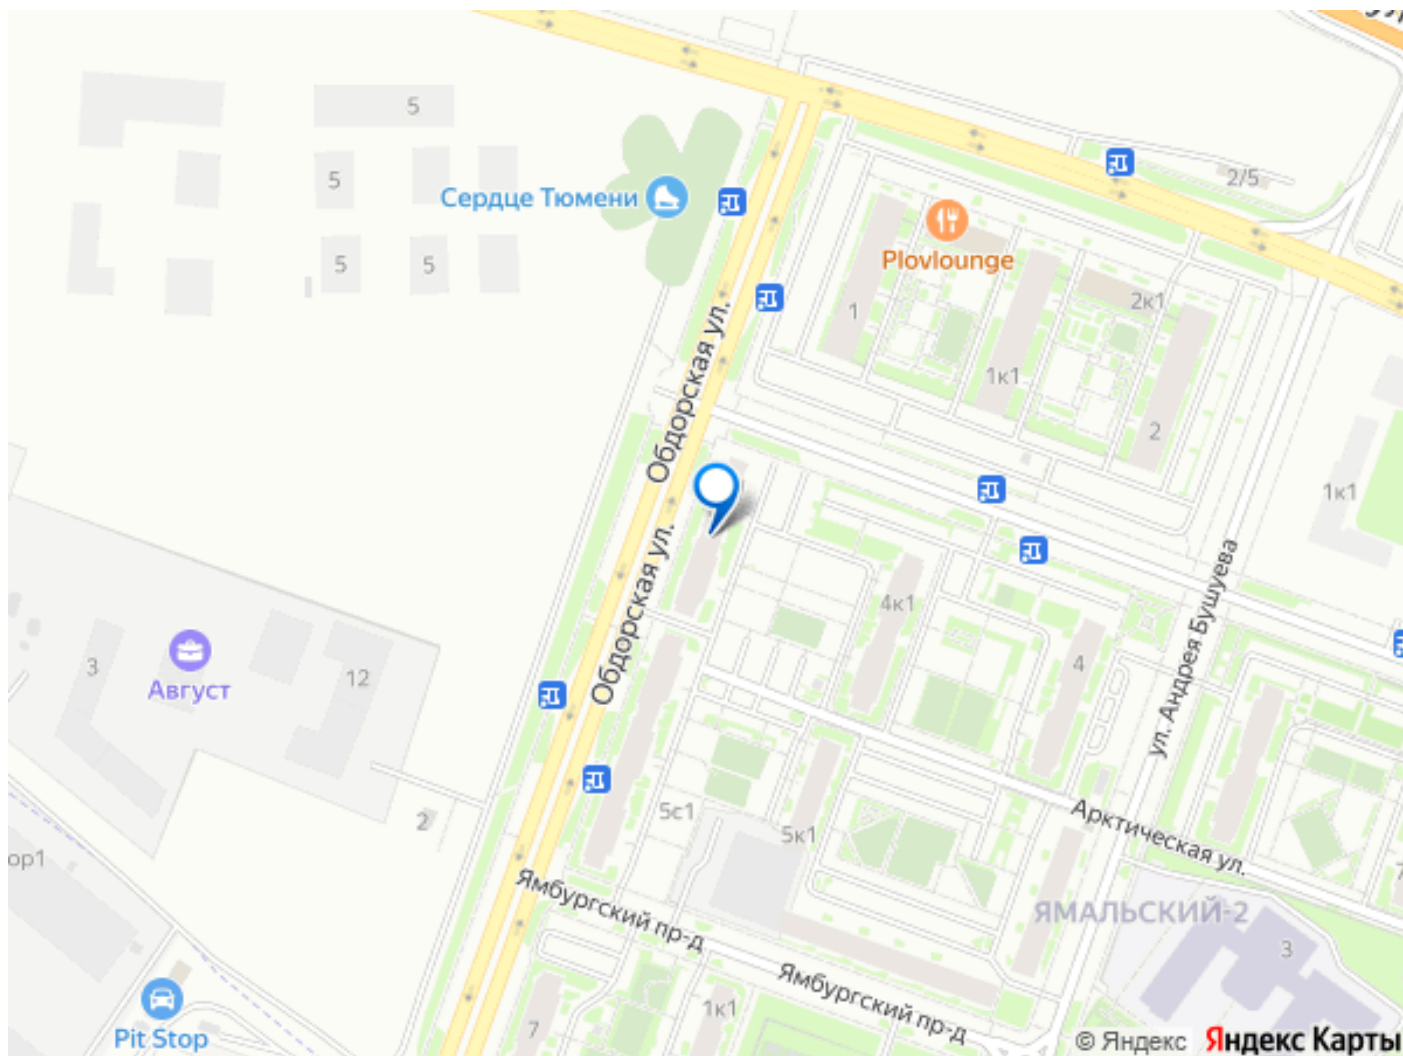 5
5
Сердце Тюмени
2/5
Plovlounge
5
5
2к1
1
Обдорская ул.
1к1
2
1к1
Обдорская ул.
ул. Андрея Бушуева
4к1
3
Август
12
4
5с1
5к1
2
Арктическая ул.
ор1
Ямбургский пр-д
ЯМАЛЬСКИЙ-2
3
Ямбургский пр-д
1к1
7
Pit Stop
© Яндекс Яндекс Карты